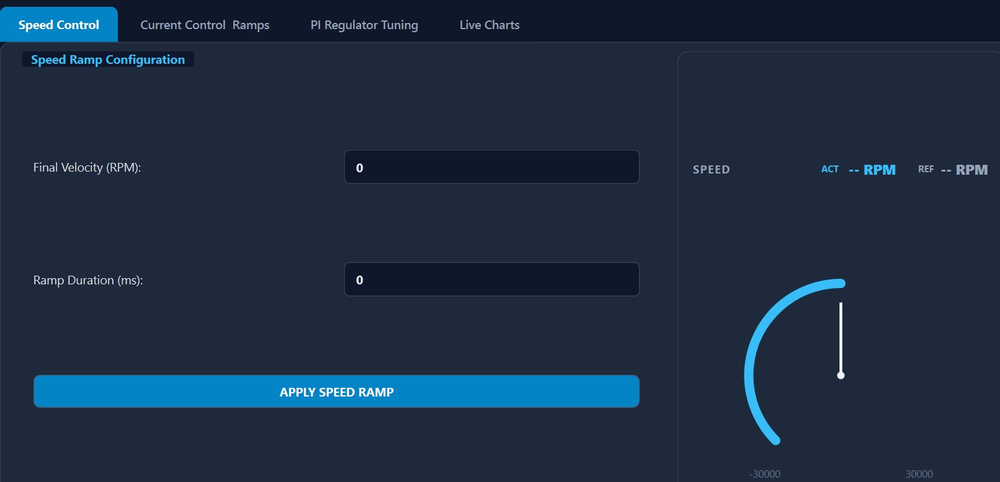 Speed Control
Current Control  Ramps
PI Regulator Tuning
Live Charts
Speed Ramp Configuration
Final Velocity (RPM):
0
Ramp Duration (ms):
0
APPLY SPEED RAMP
SPEED
ACT -- RPM
REF -- RPM
-30000
30000